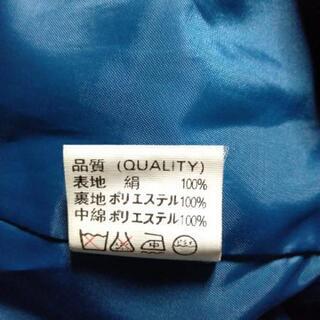 品質 (QUALITY)
表地 絹 100%
裏地 ポリエステル 100%
中綿 ポリエステル 100%